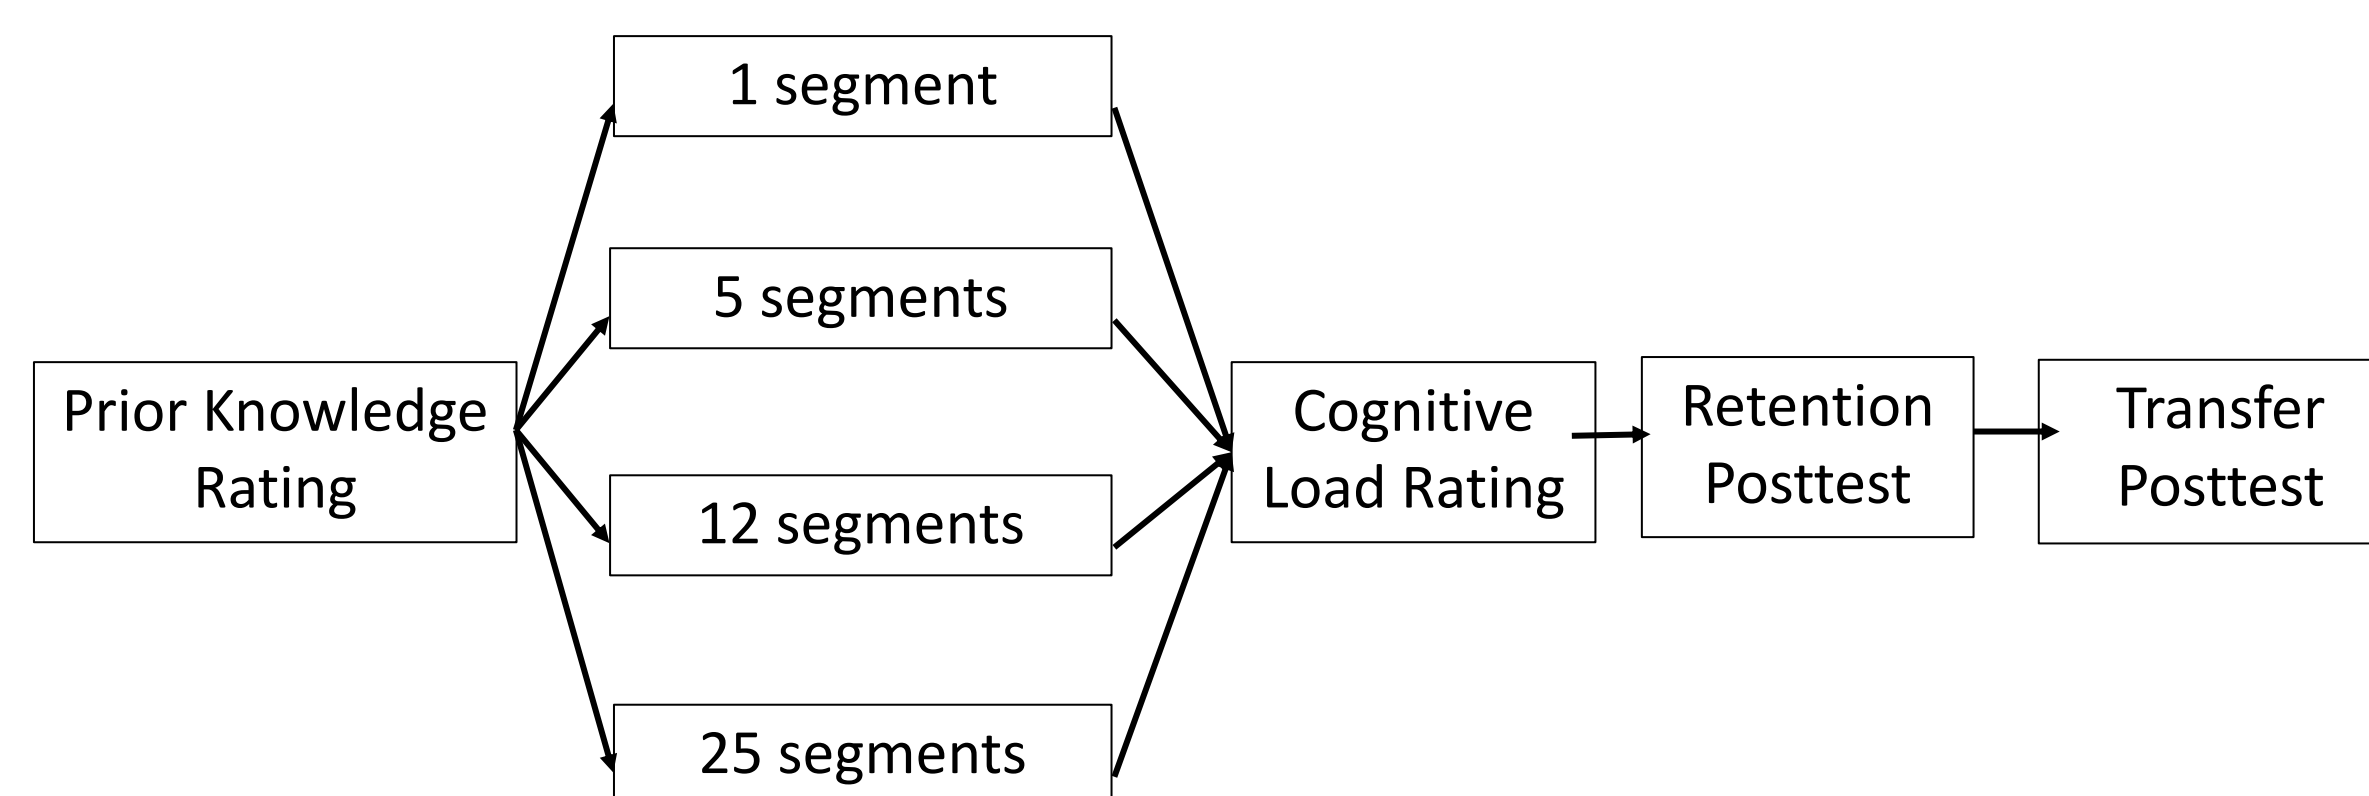 Prior Knowledge
Rating
1 segment
5 segments
12 segments
25 segments
Cognitive
Load Rating
Retention
Posttest
Transfer
Posttest